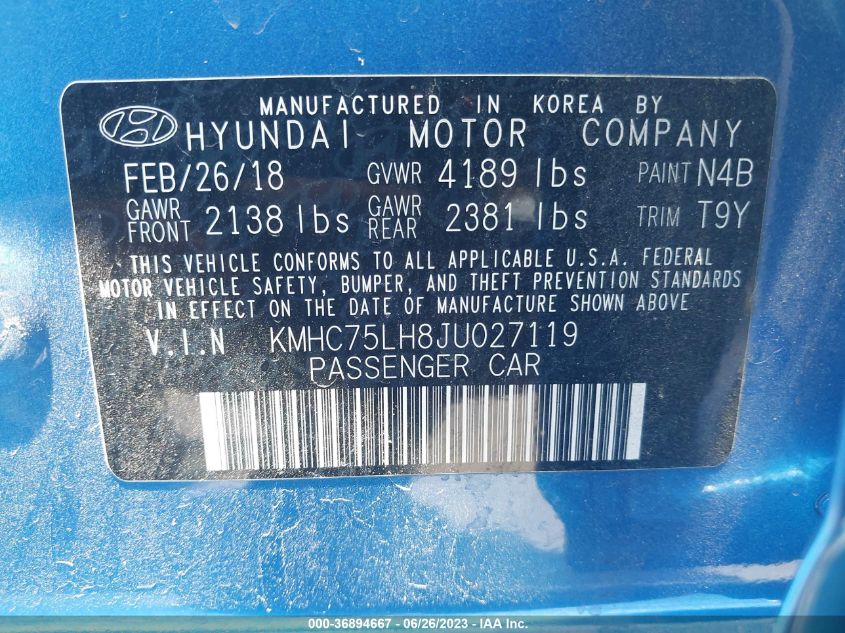 MANUFACTURED IN KOREA BY
HYUNDAI MOTOR COMPANY
FEB/26/18 GVWR 4189 lbs PAINT N4B
GAWR FRONT 2138 lbs GAWR REAR 2381 lbs TRIM T9Y
THIS VEHICLE CONFORMS TO ALL APPLICABLE U.S.A. FEDERAL
MOTOR VEHICLE SAFETY, BUMPER, AND THEFT PREVENTION STANDARDS
IN EFFECT ON THE DATE OF MANUFACTURE SHOWN ABOVE
V.I.N KMHC75LH8JU027119
PASSENGER CAR
000-36894667 - 06/26/2023 - IAA Inc.